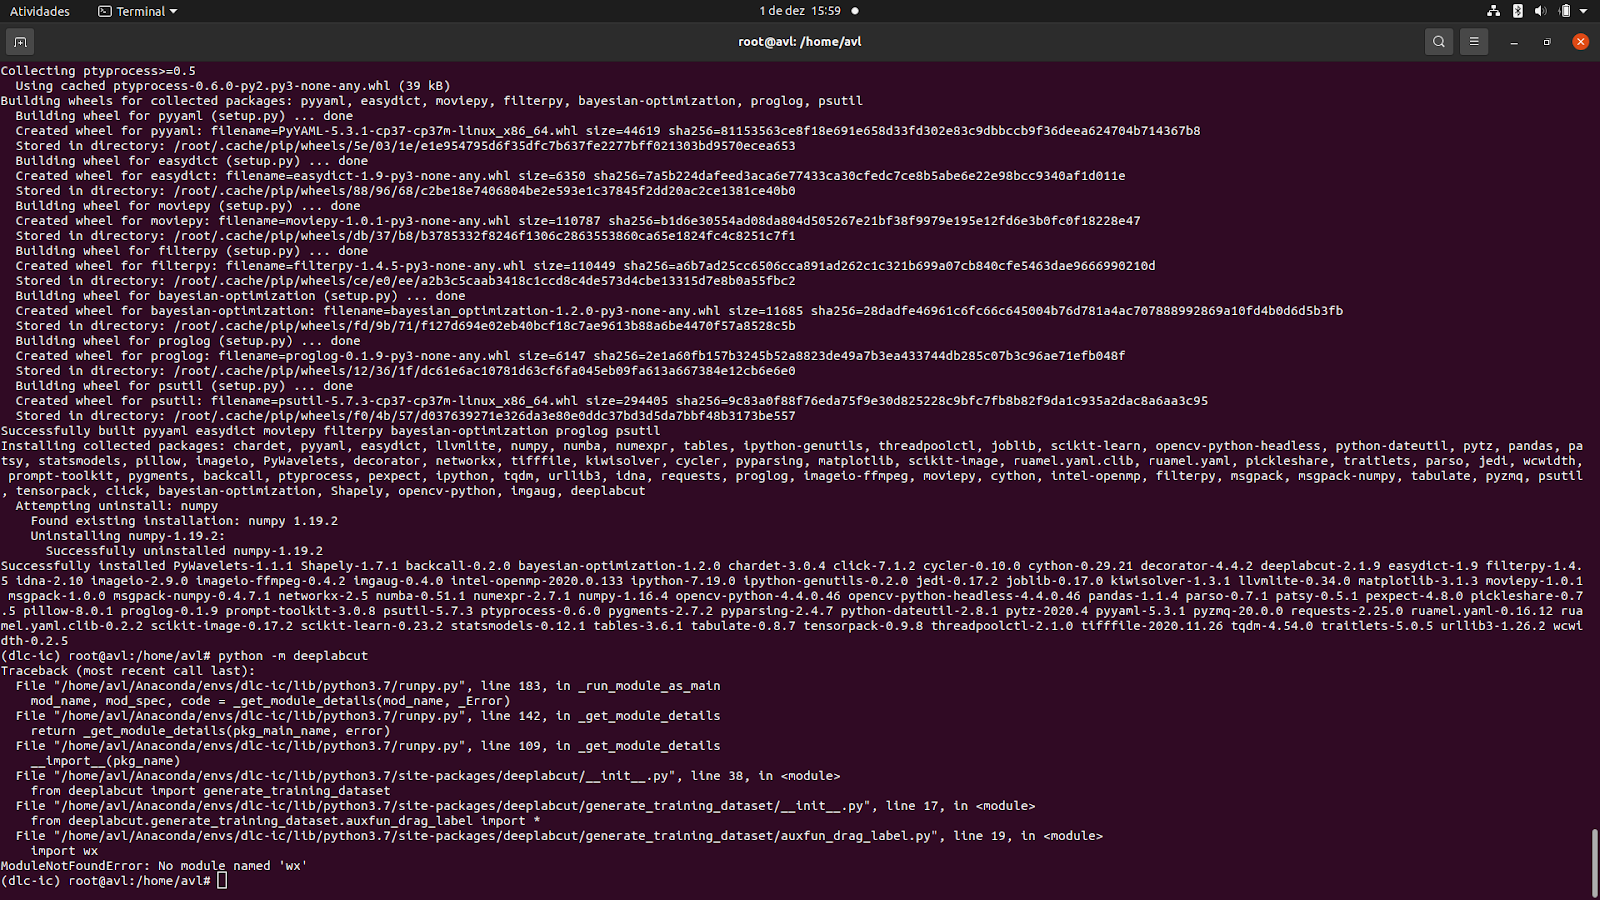 Atividades
Terminal
1 de dez 15:59
root@avl: /home/avl
Collecting ptyprocess>=0.5
Using cached ptyprocess-0.6.0-py2.py3-none-any.whl (39 kB)
Building wheels for collected packages: pyyaml, easydict, moviepy, filterpy, bayesian-optimization, proglog, psutil
Building wheel for pyyaml (setup.py) ... done
Created wheel for pyyaml: filename=PyYAML-5.3.1-cp37-cp37m-linux_x86_64.whl size=44619 sha256=81153563ce8f18e691e658d33fd302e83c9dbbccb9f36deea624704b714367b8
Stored in directory: /root/.cache/pip/wheels/5e/03/1e/e1e954795d6f35dfc7b637fe2277bff021303bd9570ecea653
Building wheel for easydict (setup.py) ... done
Created wheel for easydict: filename=easydict-1.9-py3-none-any.whl size=6350 sha256=7a5b224dafeed3aca6e77433ca30cfedc7ce8b5abe6e22e98bcc9340af1d011e
Stored in directory: /root/.cache/pip/wheels/88/96/68/c2be18e7406804be2e593e1c37845f2dd20ac2ce1381ce40b0
Building wheel for moviepy (setup.py) ... done
Created wheel for moviepy: filename=moviepy-1.0.1-py3-none-any.whl size=110787 sha256=b1d6e30554ad08da804d505267e21bf38f9979e195e12fd6e3b0fc0f18228e47
Stored in directory: /root/.cache/pip/wheels/db/37/b8/b3785332f8246f1306c2863553860ca65e1824fc4c8251c7f1
Building wheel for filterpy (setup.py) ... done
Created wheel for filterpy: filename=filterpy-1.4.5-py3-none-any.whl size=110449 sha256=a6b7ad25cc6506cca891ad262c1c321b699a07cb840cfe5463dae9666990210d
Stored in directory: /root/.cache/pip/wheels/ce/e0/ee/a2b3c5caab3418c1ccd8c4de573d4cbe13315d7e8b0a55fbc2
Building wheel for bayesian-optimization (setup.py) ... done
Created wheel for bayesian-optimization: filename=bayesian_optimization-1.2.0-py3-none-any.whl size=11685 sha256=28dadfe46961c6fc66c645004b76d781a4ac707888992869a10fd4b0d6d5b3fb
Stored in directory: /root/.cache/pip/wheels/fd/9b/71/f127d694e02eb40bcf18c7ae9613b88a6be4470f57a8528c5b
Building wheel for proglog (setup.py) ... done
Created wheel for proglog: filename=proglog-0.1.9-py3-none-any.whl size=6147 sha256=2e1a60fb157b3245b52a8823de49a7b3ea433744db285c07b3c96ae71efb048f
Stored in directory: /root/.cache/pip/wheels/12/36/1f/dc61e6ac10781d63cf6fa045eb09fa613a667384e12cb6e6e0
Building wheel for psutil (setup.py) ... done
Created wheel for psutil: filename=psutil-5.7.3-cp37-cp37m-linux_x86_64.whl size=294405 sha256=9c83a0f88f76eda75f9e30d825228c9bfc7fb8b82f9da1c935a2dac8a6aa3c95
Stored in directory: /root/.cache/pip/wheels/f0/4b/57/d037639271e326da3e80e0ddc37bd3d5da7bbf48b3173be557
Successfully built pyyaml easydict moviepy filterpy bayesian-optimization proglog psutil
Installing collected packages: chardet, pyyaml, easydict, llvmlite, numpy, numba, numexpr, tables, ipython-genutils, threadpoolctl, joblib, scikit-learn, opencv-python-headless, python-dateutil, pytz, pandas, pa
tsy, statsmodels, pillow, imageio, PyWavelets, decorator, networkx, tifffile, kiwisolver, cycler, pyparsing, matplotlib, scikit-image, ruamel.yaml.clib, ruamel.yaml, pickleshare, traitlets, parso, jedi, wcwidth,
prompt-toolkit, pygments, backcall, ptyprocess, pexpect, ipython, tqdm, urllib3, idna, requests, proglog, imageio-ffmpeg, moviepy, cython, intel-openmp, filterpy, msgpack, msgpack-numpy, tabulate, pyzmq, psutil
, tensorpack, click, bayesian-optimization, Shapely, opencv-python, imgaug, deeplabcut
Attempting uninstall: numpy
Found existing installation: numpy 1.19.2
Uninstalling numpy-1.19.2:
Successfully uninstalled numpy-1.19.2
Successfully installed PyWavelets-1.1.1 Shapely-1.7.1 backcall-0.2.0 bayesian-optimization-1.2.0 chardet-3.0.4 click-7.1.2 cycler-0.10.0 cython-0.29.21 decorator-4.4.2 deeplabcut-2.1.9 easydict-1.9 filterpy-1.4.
5 idna-2.10 imageio-2.9.0 imageio-ffmpeg-0.4.2 imgaug-0.4.0 intel-openmp-2020.0.133 ipython-7.19.0 ipython-genutils-0.2.0 jedi-0.17.2 joblib-0.17.0 kiwisolver-1.3.1 llvmlite-0.34.0 matplotlib-3.1.3 moviepy-1.0.1
msgpack-1.0.0 msgpack-numpy-0.4.7.1 networkx-2.5 numba-0.51.1 numexpr-2.7.1 numpy-1.16.4 opencv-python-4.4.0.46 opencv-python-headless-4.4.0.46 pandas-1.1.4 parso-0.7.1 patsy-0.5.1 pexpect-4.8.0 pickleshare-0.7
.5 pillow-8.0.1 proglog-0.1.9 prompt-toolkit-3.0.8 psutil-5.7.3 ptyprocess-0.6.0 pygments-2.7.2 pyparsing-2.4.7 python-dateutil-2.8.1 pytz-2020.4 pyyaml-5.3.1 pyzmq-20.0.0 requests-2.25.0 ruamel.yaml-0.16.12 rua
mel.yaml.clib-0.2.2 scikit-image-0.17.2 scikit-learn-0.23.2 statsmodels-0.12.1 tables-3.6.1 tabulate-0.8.7 tensorpack-0.9.8 threadpoolctl-2.1.0 tifffile-2020.11.26 tqdm-4.54.0 traitlets-5.0.5 urllib3-1.26.2 wcwi
dth-0.2.5
(dlc-ic) root@avl:/home/avl# python -m deeplabcut
Traceback (most recent call last):
File "/home/avl/Anaconda/envs/dlc-ic/lib/python3.7/runpy.py", line 183, in _run_module_as_main
mod_name, mod_spec, code = _get_module_details(mod_name, _Error)
File "/home/avl/Anaconda/envs/dlc-ic/lib/python3.7/runpy.py", line 142, in _get_module_details
return _get_module_details(pkg_main_name, error)
File "/home/avl/Anaconda/envs/dlc-ic/lib/python3.7/runpy.py", line 109, in _get_module_details
__import__(pkg_name)
File "/home/avl/Anaconda/envs/dlc-ic/lib/python3.7/site-packages/deeplabcut/__init__.py", line 38, in <module>
from deeplabcut import generate_training_dataset
File "/home/avl/Anaconda/envs/dlc-ic/lib/python3.7/site-packages/deeplabcut/generate_training_dataset/__init__.py", line 17, in <module>
from deeplabcut.generate_training_dataset.auxfun_drag_label import *
File "/home/avl/Anaconda/envs/dlc-ic/lib/python3.7/site-packages/deeplabcut/generate_training_dataset/auxfun_drag_label.py", line 19, in <module>
import wx
ModuleNotFoundError: No module named 'wx'
(dlc-ic) root@avl:/home/avl#